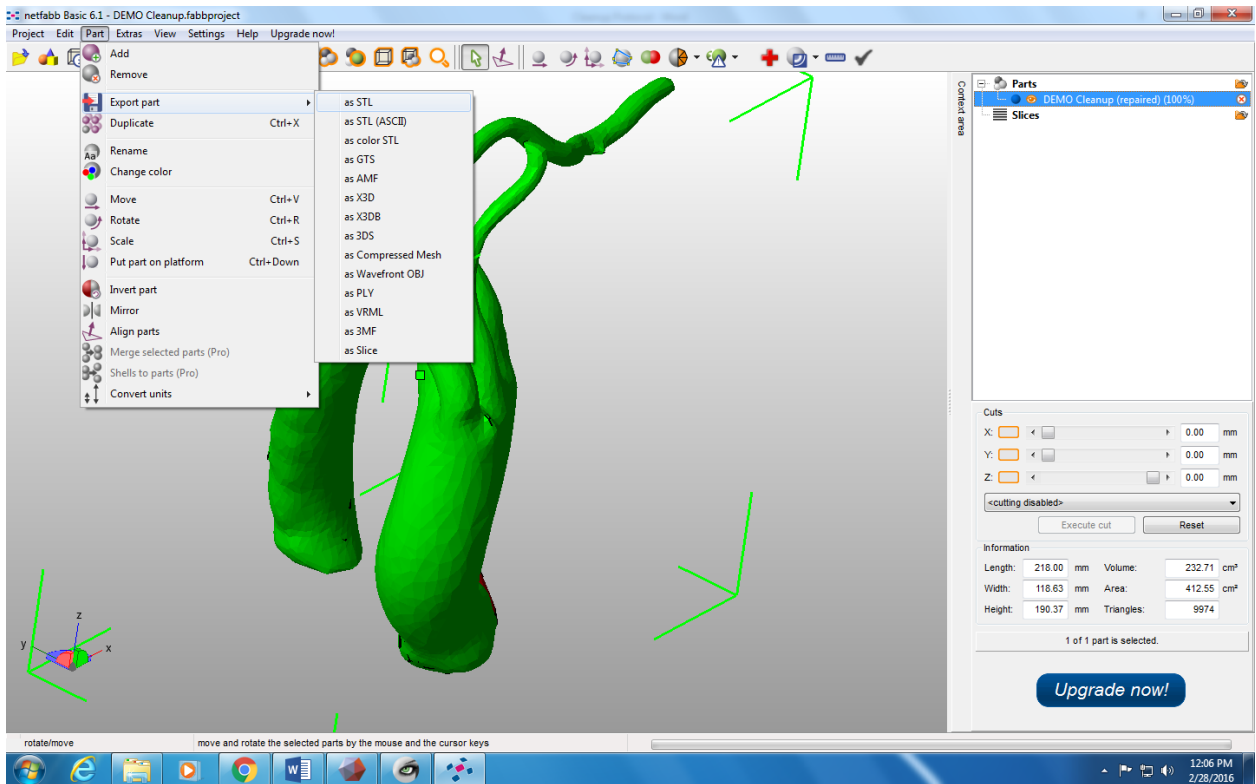 netfabb Basic 6.1 - DEMO Cleanup.fabbproject
Project Edit Part Extras View Settings Help Upgrade now!
Add
Remove
Export part
Duplicate Ctrl+X
Rename
Change color
Move Ctrl+V
Rotate Ctrl+R
Scale Ctrl+S
Put part on platform Ctrl+Down
Invert part
Mirror
Align parts
Merge selected parts (Pro)
Shells to parts (Pro)
Convert units
as STL
as STL (ASCII)
as color STL
as GTS
as AMF
as X3D
as X3DB
as 3DS
as Compressed Mesh
as Wavefront OBJ
as PLY
as VRML
as 3MF
as Slice
z
y
x
Context area
Parts
DEMO Cleanup (repaired) (100%)
Slices
Cuts
X: 0.00 mm
Y: 0.00 mm
Z: 0.00 mm
<cutting disabled>
Execute cut Reset
Information
Length: 218.00 mm Volume: 232.71 cm³
Width: 118.63 mm Area: 412.55 cm²
Height: 190.37 mm Triangles: 9974
1 of 1 part is selected.
Upgrade now!
rotate/move move and rotate the selected parts by the mouse and the cursor keys
12:06 PM
2/28/2016